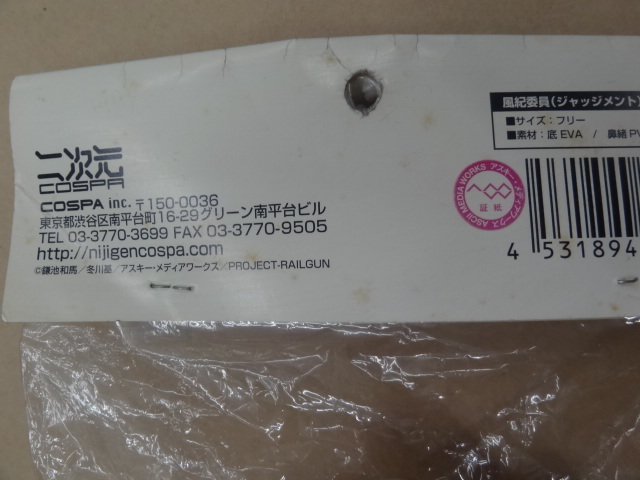 二次元
COSPA
COSPA inc. 〒150-0036
東京都渋谷区南平台町16-29グリーン南平台ビル
TEL 03-3770-3699 FAX 03-3770-9505
http://nijigencospa.com
©鎌池和馬/冬川基/アスキー・メディアワークス/PROJECT-RAILGUN
風紀委員(ジャッジメント)
■サイズ:フリー
■素材:底EVA / 鼻緒PV
ASCII MEDIA WORKS アスキー・メディアワークス
証紙
4 531894